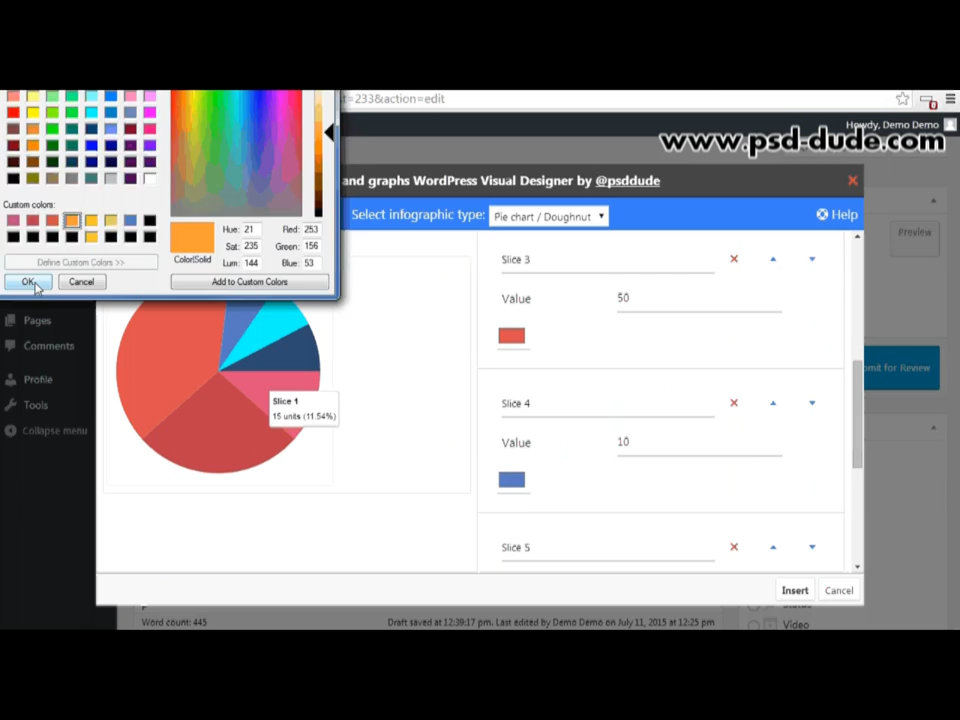 t=233&action=edit
Howdy, Demo Demo
www.psd-dude.com
and graphs WordPress Visual Designer by @psddude
Select infographic type:
Pie chart / Doughnut
Help
Preview
Custom colors:
Hue: 21
Red: 253
Sat: 235
Green: 156
Color|Solid
Lum: 144
Blue: 53
Define Custom Colors >>
OK
Cancel
Add to Custom Colors
Slice 3
Value
50
Pages
Comments
Profile
Tools
Collapse menu
Slice 1
15 units (11.54%)
mit for Review
Slice 4
Value
10
Slice 5
Insert
Cancel
Word count: 445
Draft saved at 12:39:17 pm. Last edited by Demo Demo on July 11, 2015 at 12:25 pm
Status
Video